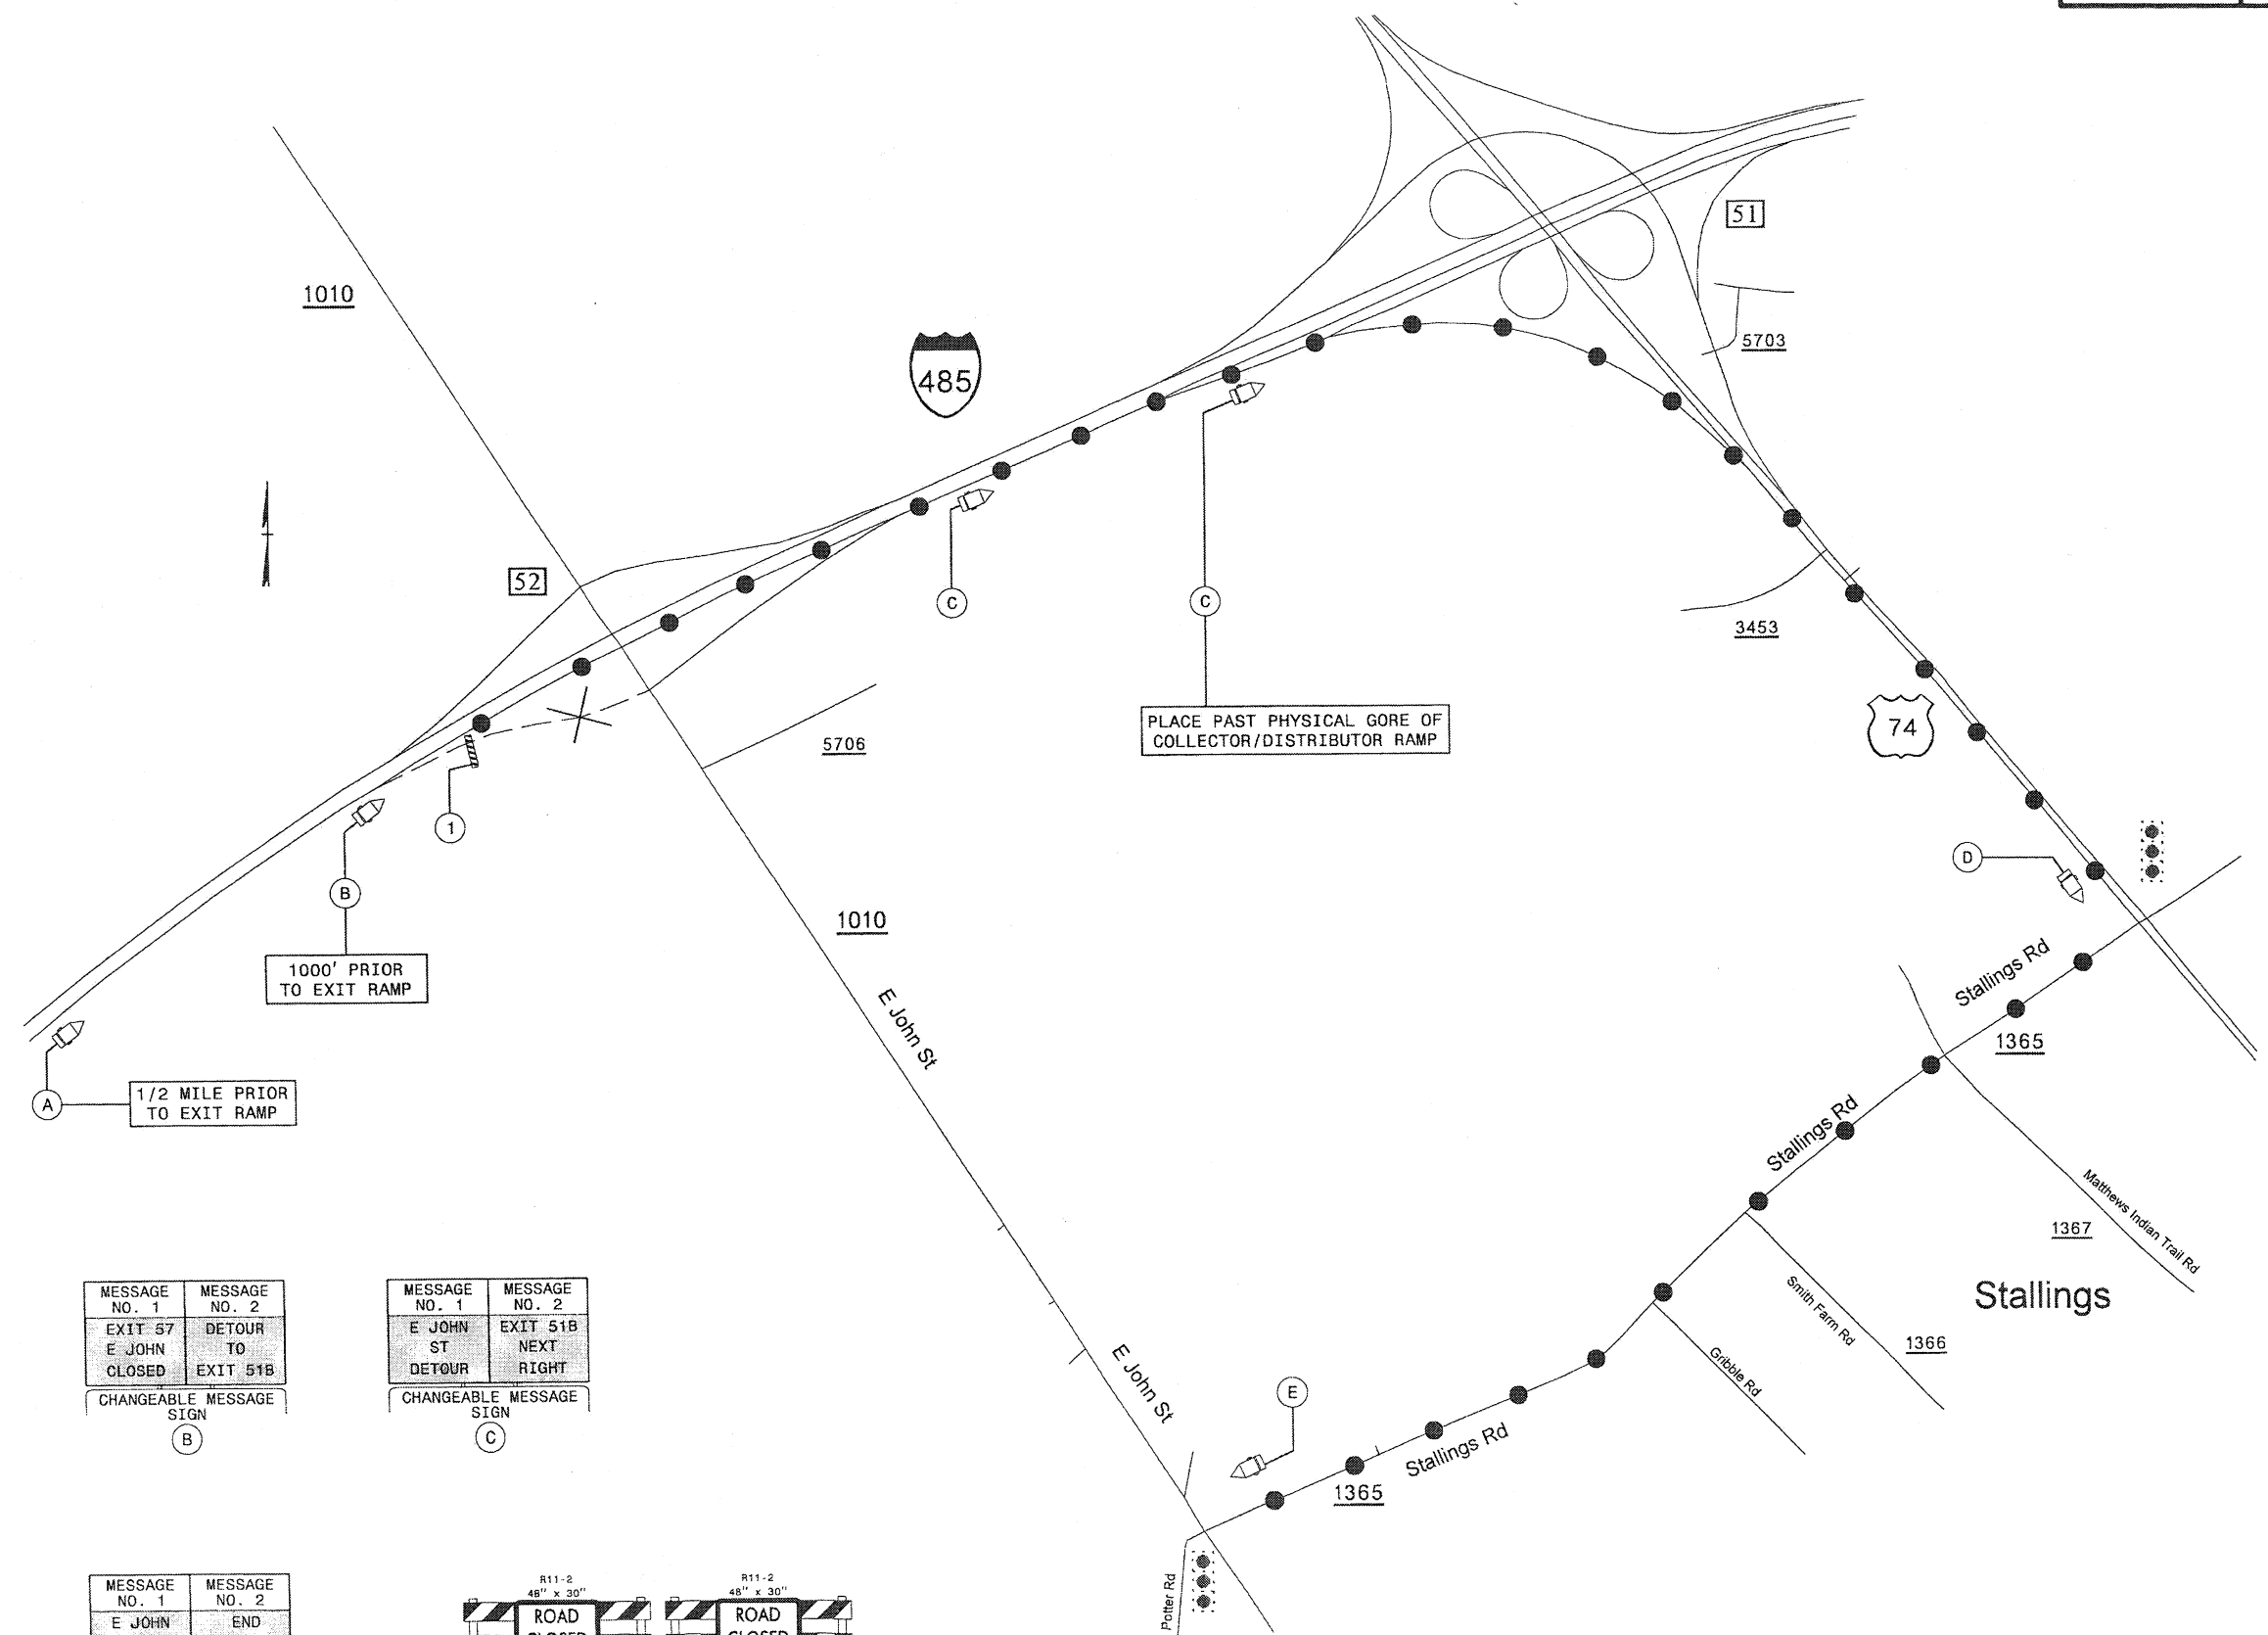 51
1010
5703
485
52
3453
C
C
74
PLACE PAST PHYSICAL GORE OF
COLLECTOR/DISTRIBUTOR RAMP
5706
1
D
B
1010
1000' PRIOR
TO EXIT RAMP
Stallings Rd
E John St
1365
A
1/2 MILE PRIOR
TO EXIT RAMP
Stallings Rd
Matthews Indian Trail Rd
1367
Stallings
Smith Farm Rd
1366
Gribble Rd
E John St
E
Stallings Rd
1365
MESSAGE NO. 1
MESSAGE NO. 2
EXIT 57
E JOHN
CLOSED
DETOUR
TO
EXIT 51B
CHANGEABLE MESSAGE
SIGN
B
MESSAGE NO. 1
MESSAGE NO. 2
E JOHN
ST
DETOUR
EXIT 51B
NEXT
RIGHT
CHANGEABLE MESSAGE
SIGN
C
Potter Rd
MESSAGE NO. 1
MESSAGE NO. 2
E JOHN
END
R11-2
48" x 30"
ROAD
CLOSED
R11-2
48" x 30"
ROAD
CLOSED